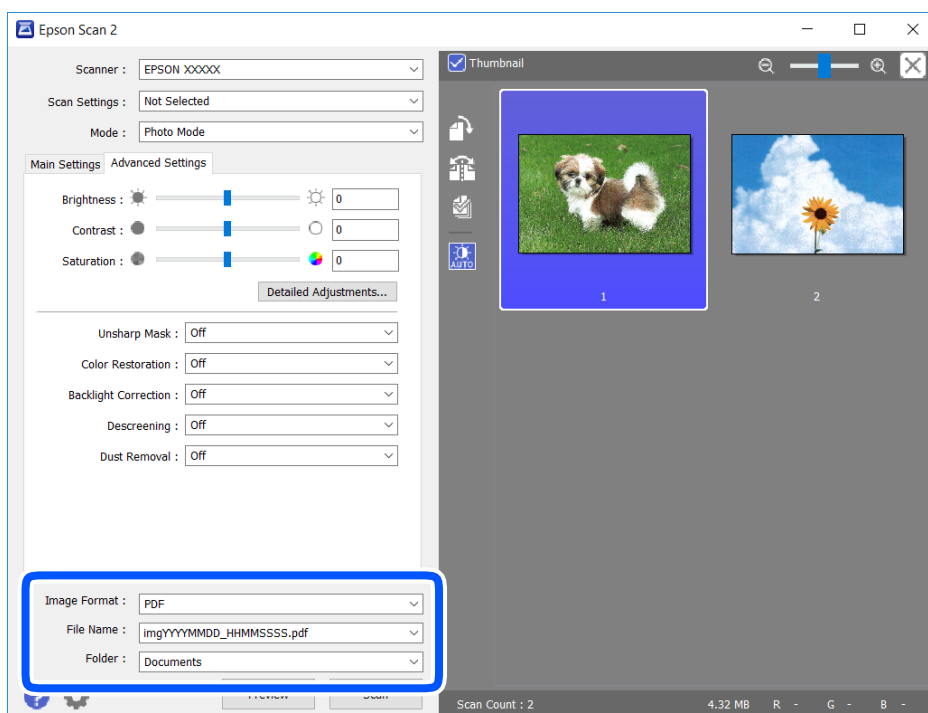 Epson Scan 2
Scanner : EPSON XXXXX
Scan Settings : Not Selected
Mode : Photo Mode
Main Settings Advanced Settings
Brightness : 0
Contrast : 0
Saturation : 0
Detailed Adjustments...
Unsharp Mask : Off
Color Restoration : Off
Backlight Correction : Off
Descreening : Off
Dust Removal : Off
Image Format : PDF
File Name : imgYYYYMMDD_HHMMSSSS.pdf
Folder : Documents
Preview Scan
Thumbnail
AUTO
1
2
Scan Count : 2 4.32 MB R - G - B -